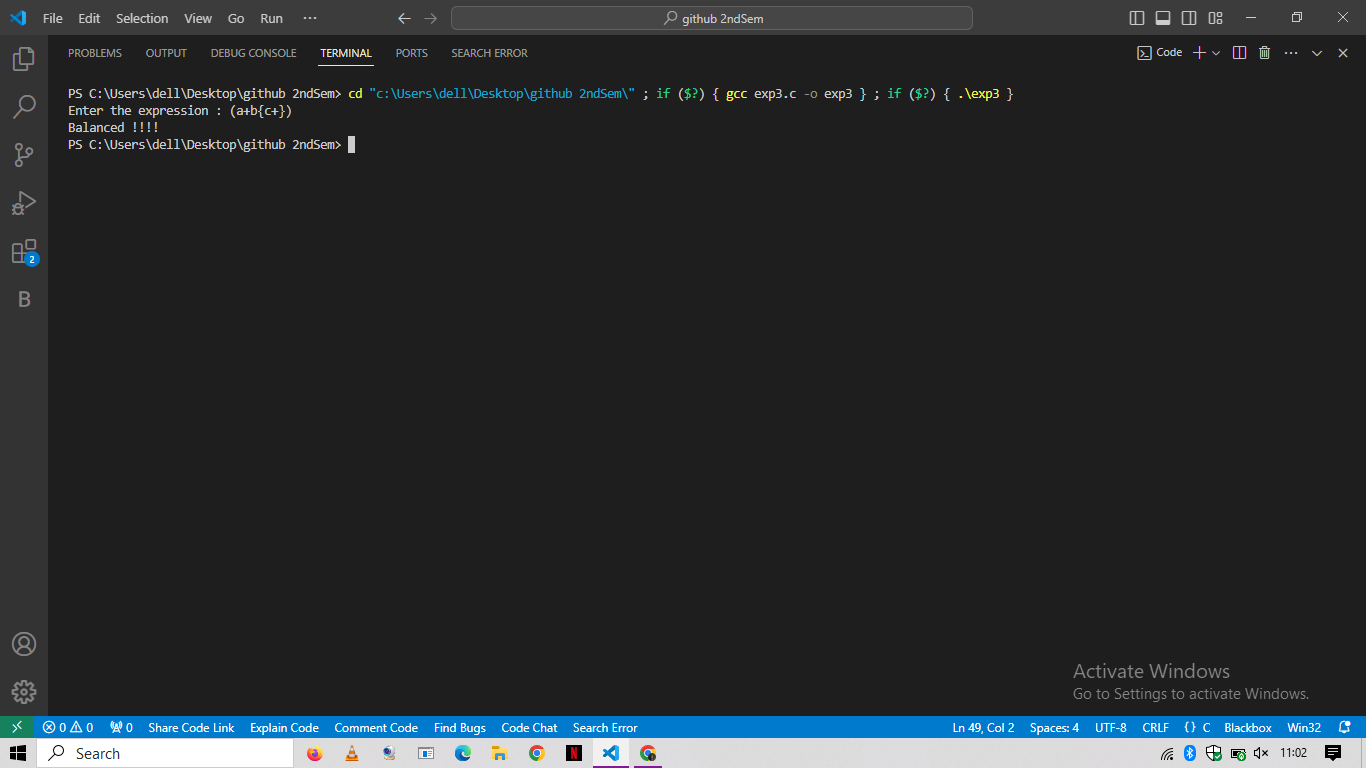 File Edit Selection View Go Run ··· ← → github 2ndSem
PROBLEMS OUTPUT DEBUG CONSOLE TERMINAL PORTS SEARCH ERROR Code
PS C:\Users\dell\Desktop\github 2ndSem> cd "c:\Users\dell\Desktop\github 2ndSem\" ; if ($?) { gcc exp3.c -o exp3 } ; if ($?) { .\exp3 }
Enter the expression : (a+b{c+})
Balanced !!!!
PS C:\Users\dell\Desktop\github 2ndSem>
2
B
Activate Windows
Go to Settings to activate Windows.
0 0 0 Share Code Link Explain Code Comment Code Find Bugs Code Chat Search Error Ln 49, Col 2 Spaces: 4 UTF-8 CRLF {} C Blackbox Win32
Search N 11:02